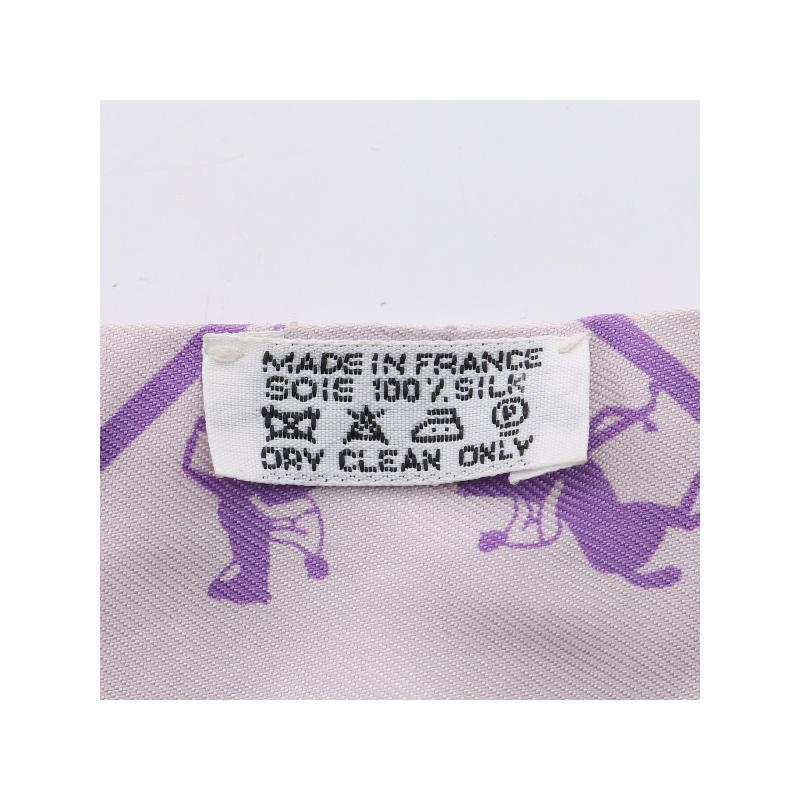 MADE IN FRANCE
SOIE 100% SILK
P
DRY CLEAN ONLY